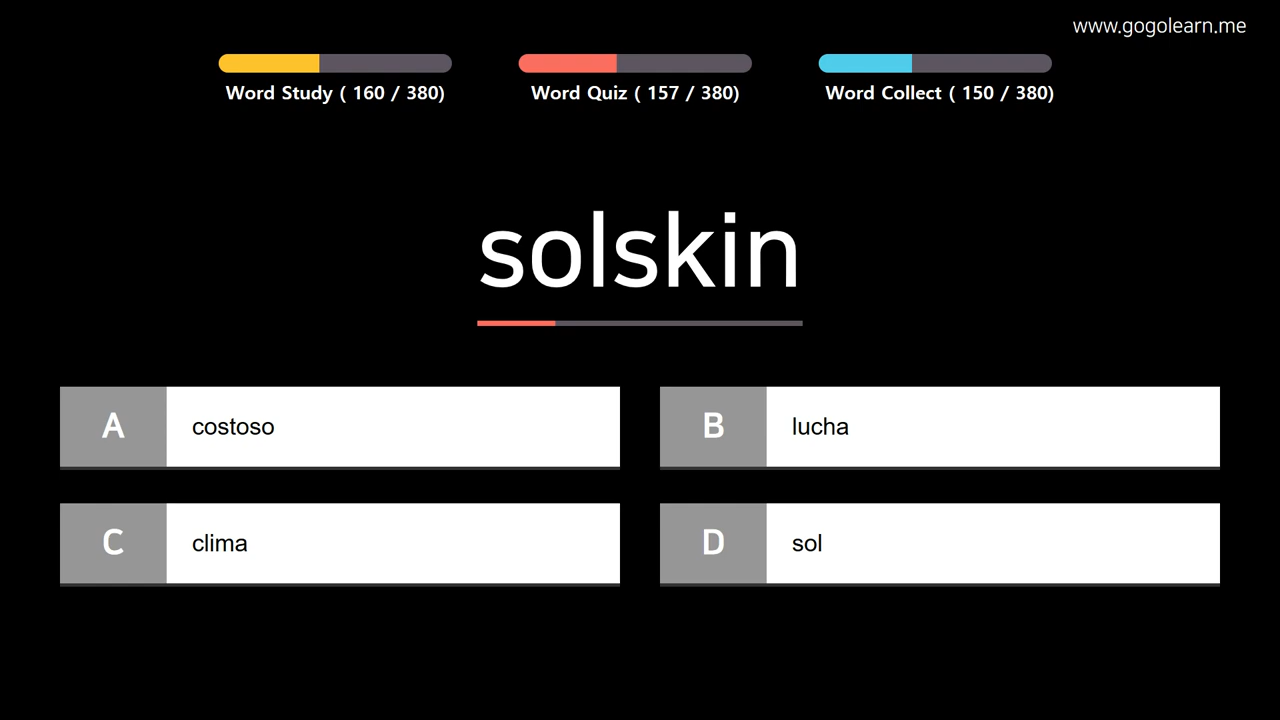 www.gogolearn.me
Word Study ( 160 / 380)
Word Quiz ( 157 / 380)
Word Collect ( 150 / 380)
solskin
A costoso
B lucha
C clima
D sol